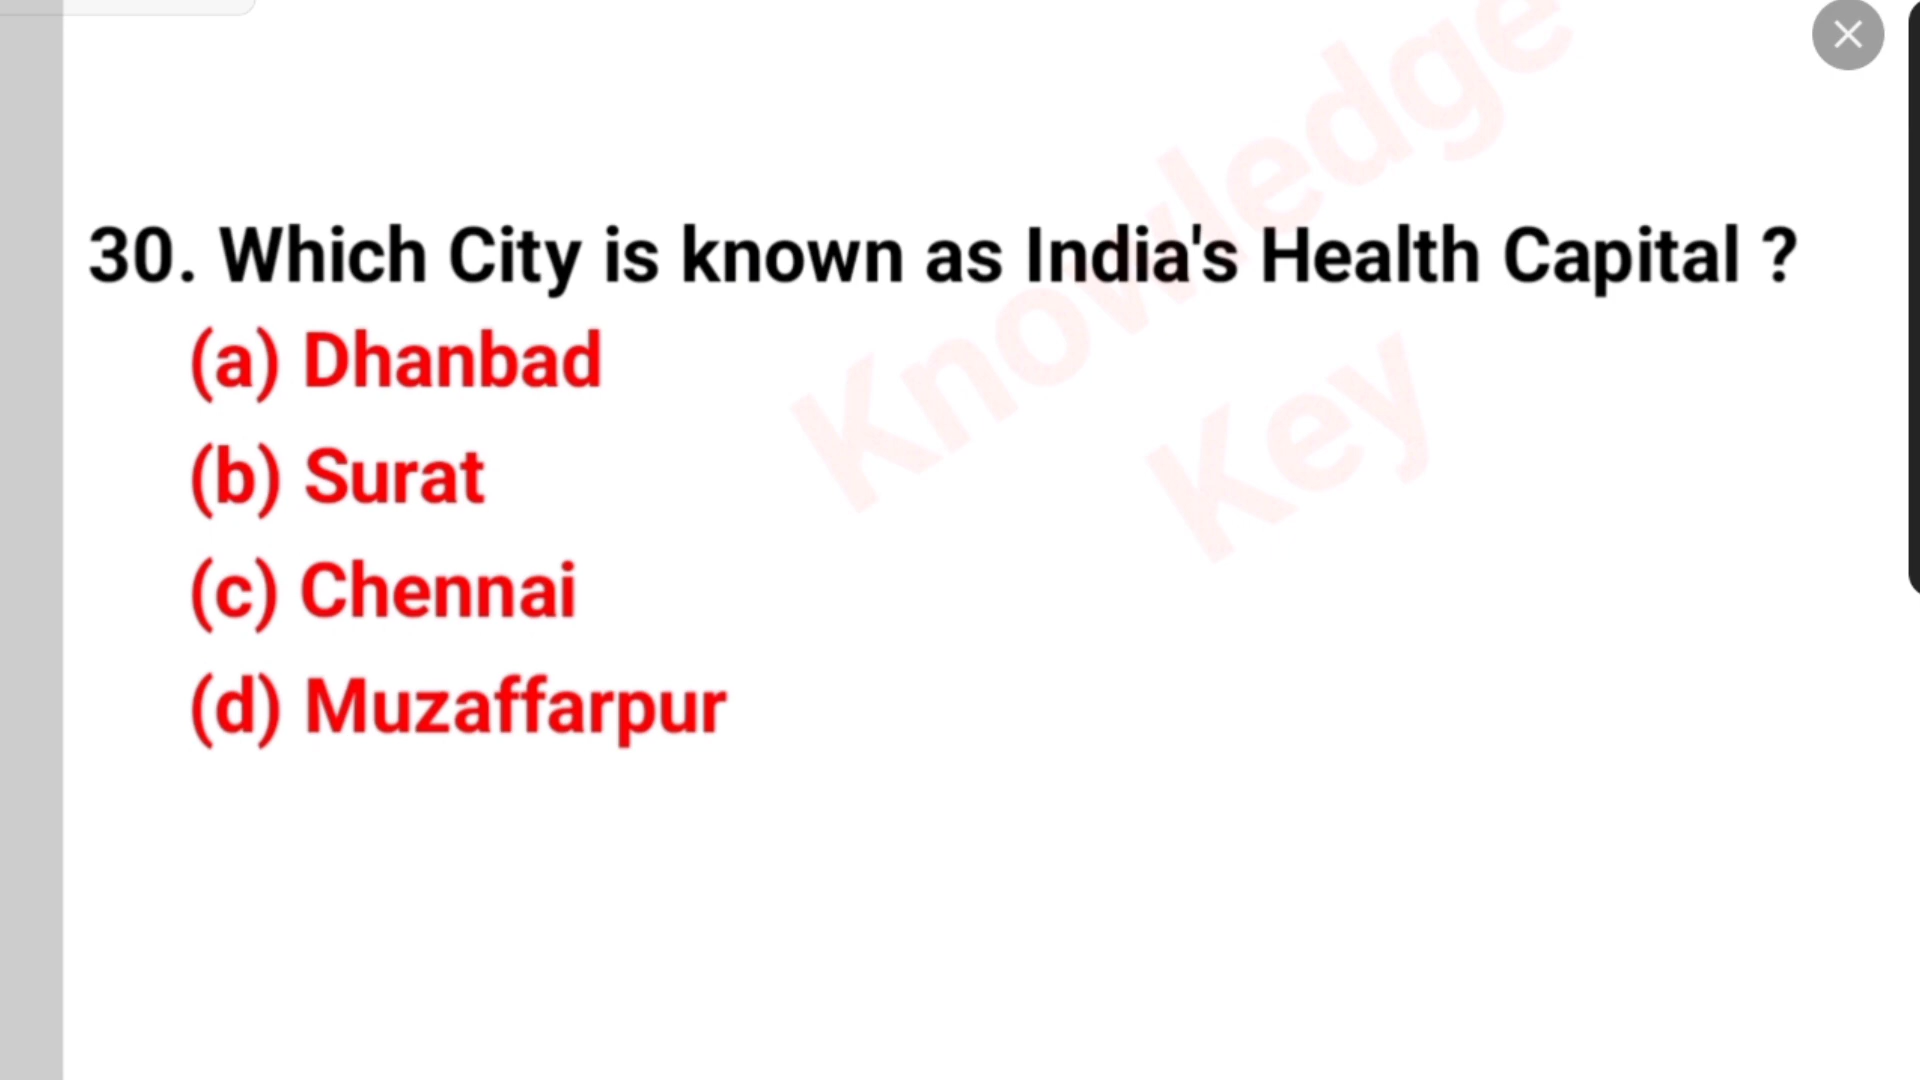 30. Which City is known as India's Health Capital ?
(a) Dhanbad
(b) Surat
(c) Chennai
(d) Muzaffarpur
Knowledge
Key